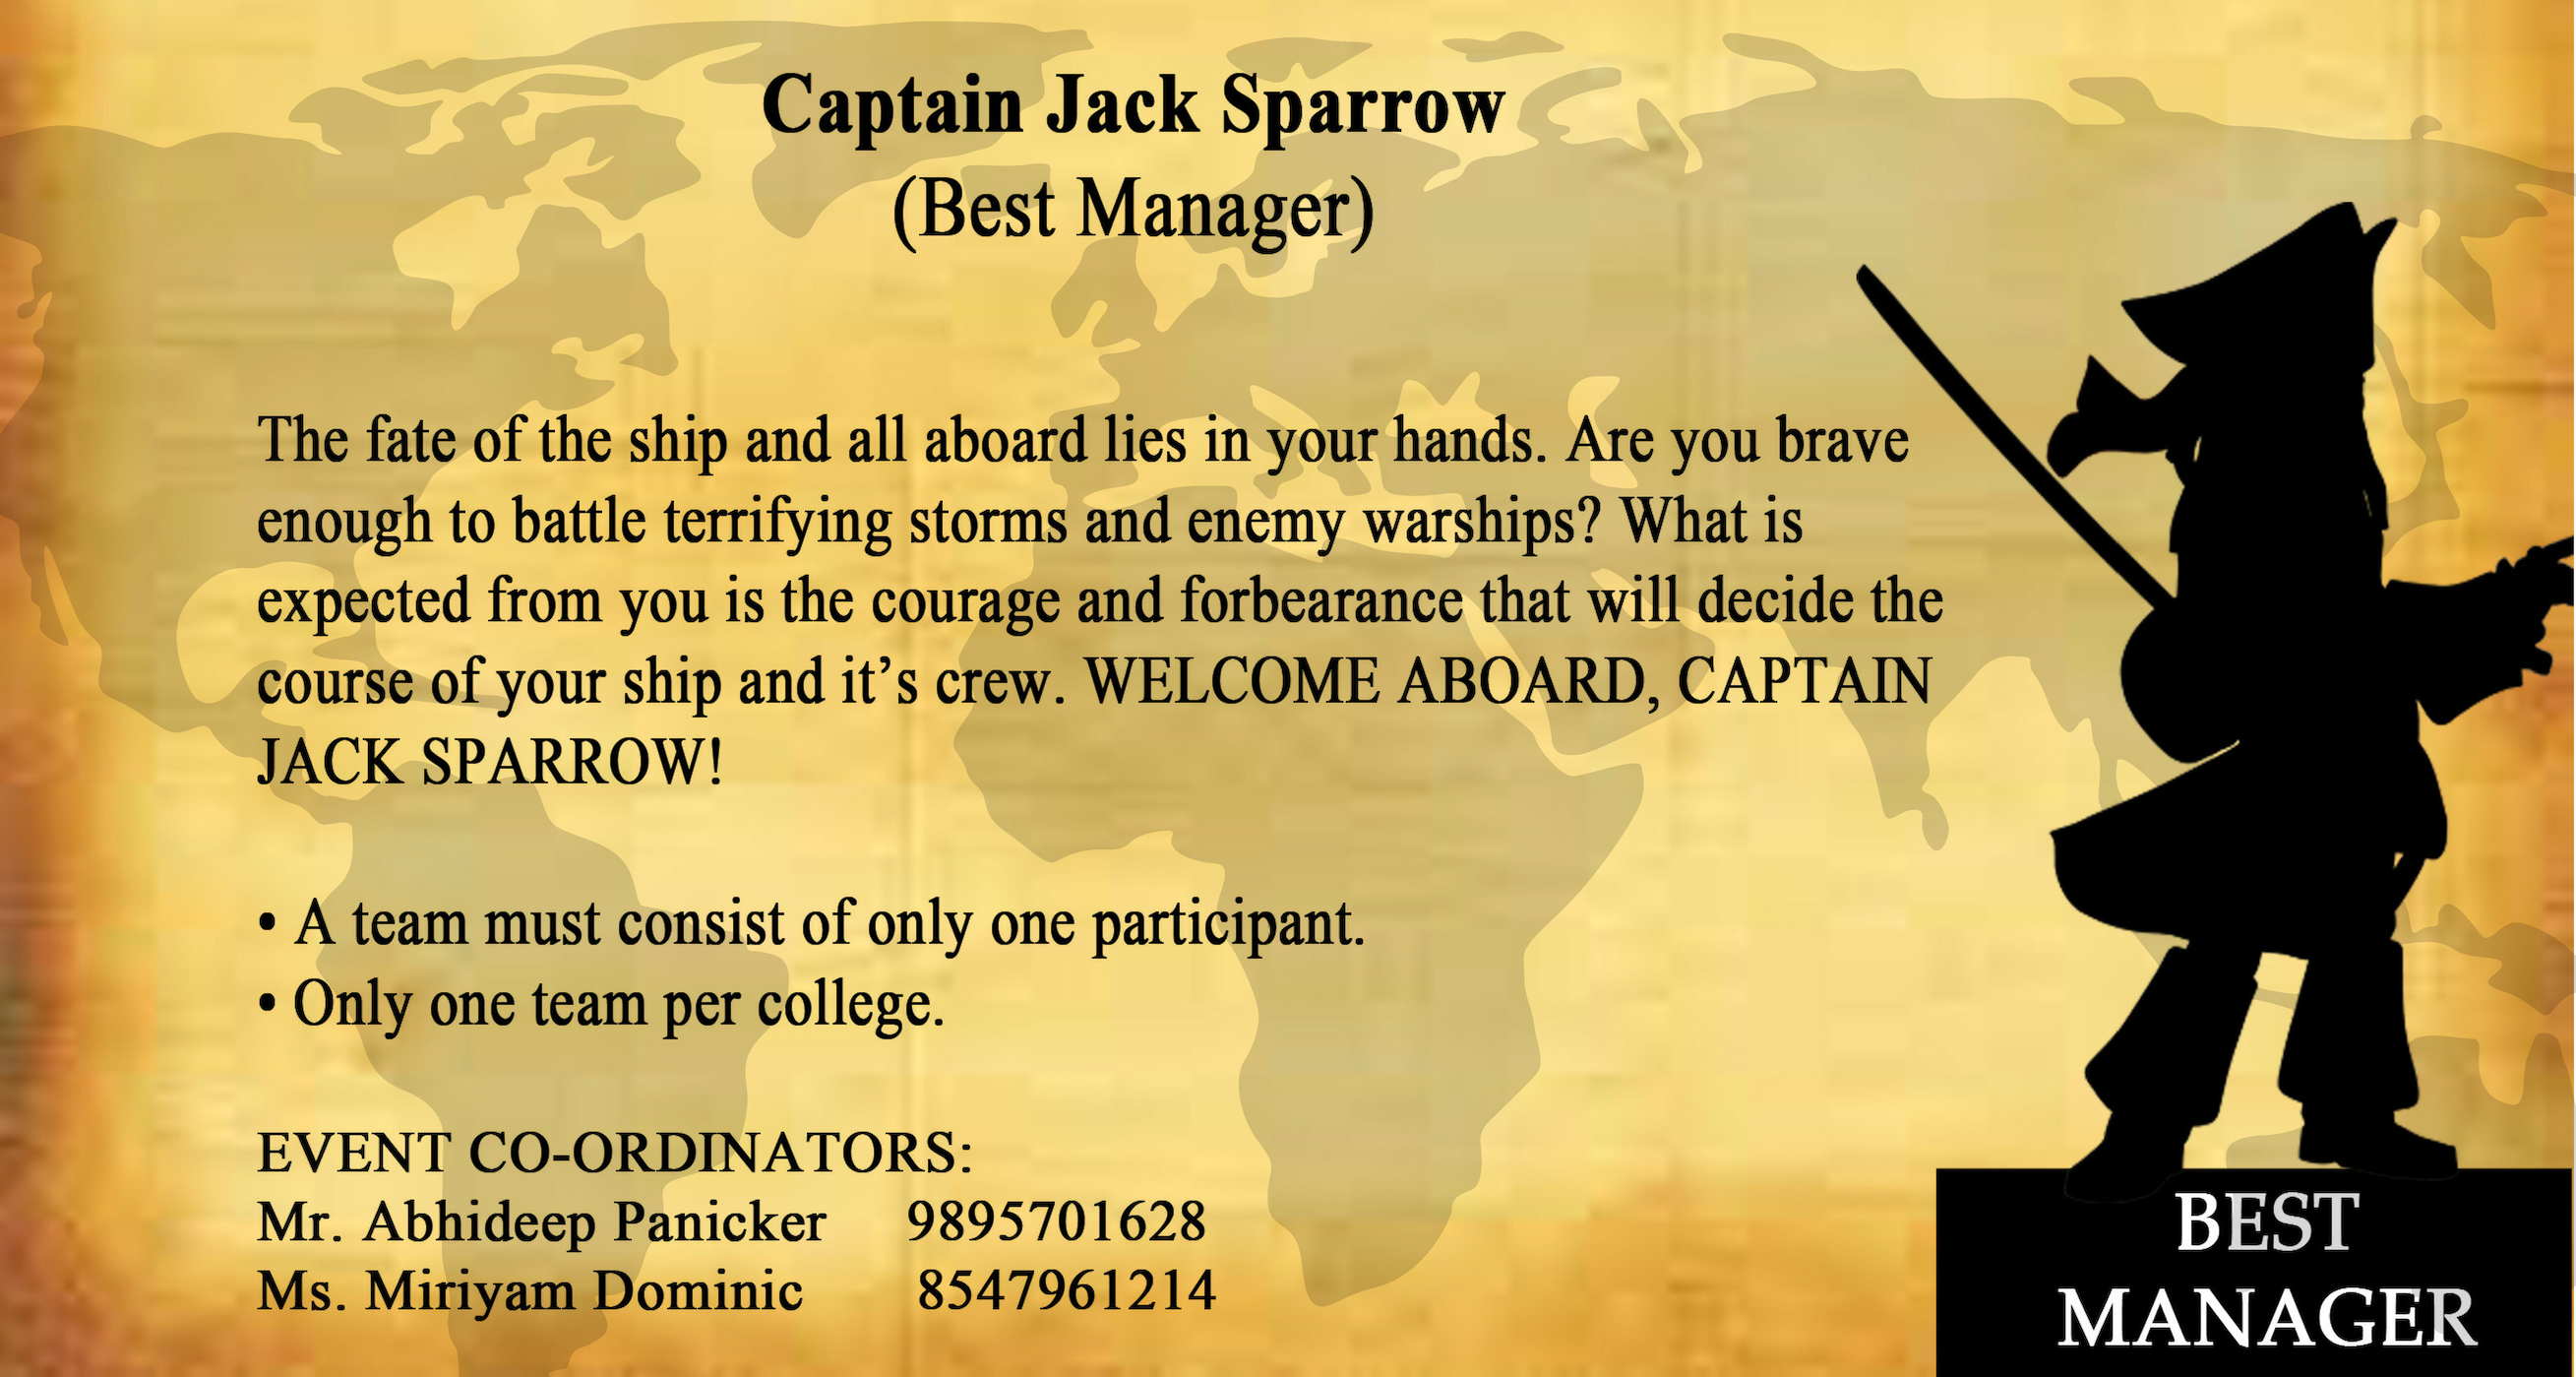 Captain Jack Sparrow
(Best Manager)
The fate of the ship and all aboard lies in your hands. Are you brave
enough to battle terrifying storms and enemy warships? What is
expected from you is the courage and forbearance that will decide the
course of your ship and it’s crew. WELCOME ABOARD, CAPTAIN
JACK SPARROW!
• A team must consist of only one participant.
• Only one team per college.
EVENT CO-ORDINATORS:
Mr. Abhideep Panicker 9895701628
Ms. Miriyam Dominic 8547961214
BEST
MANAGER